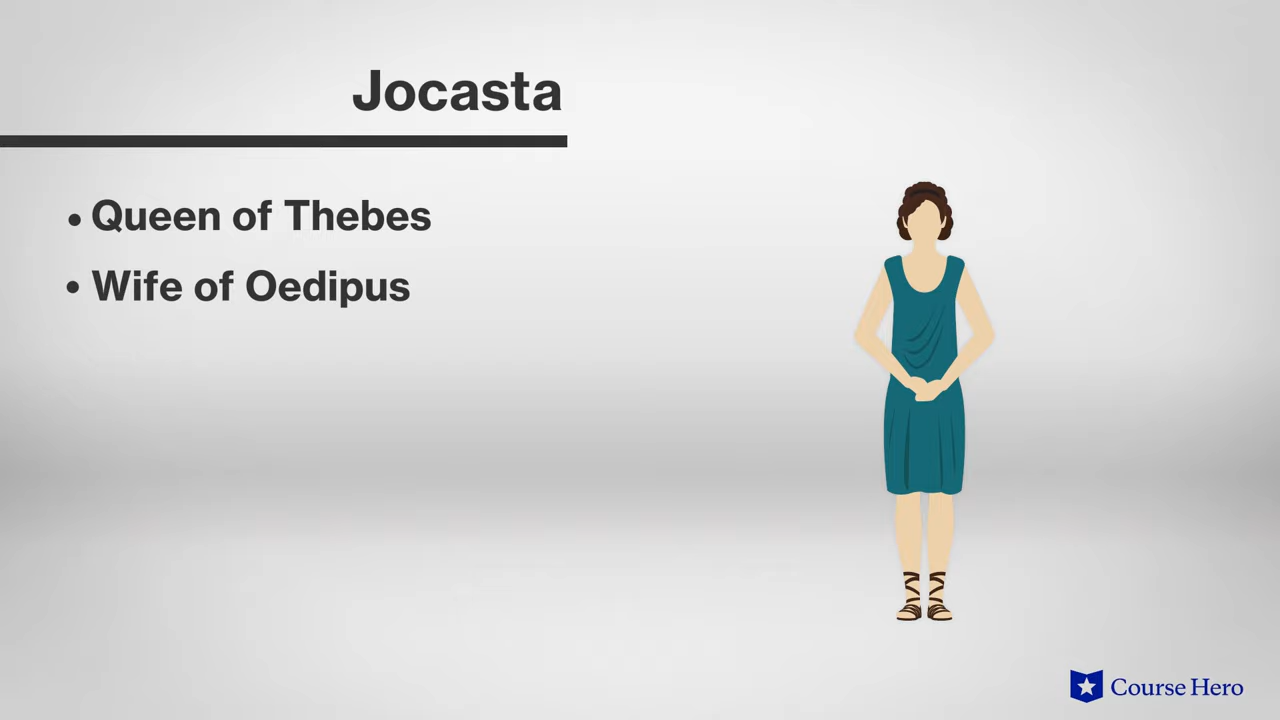 Jocasta
• Queen of Thebes
• Wife of Oedipus
Course Hero